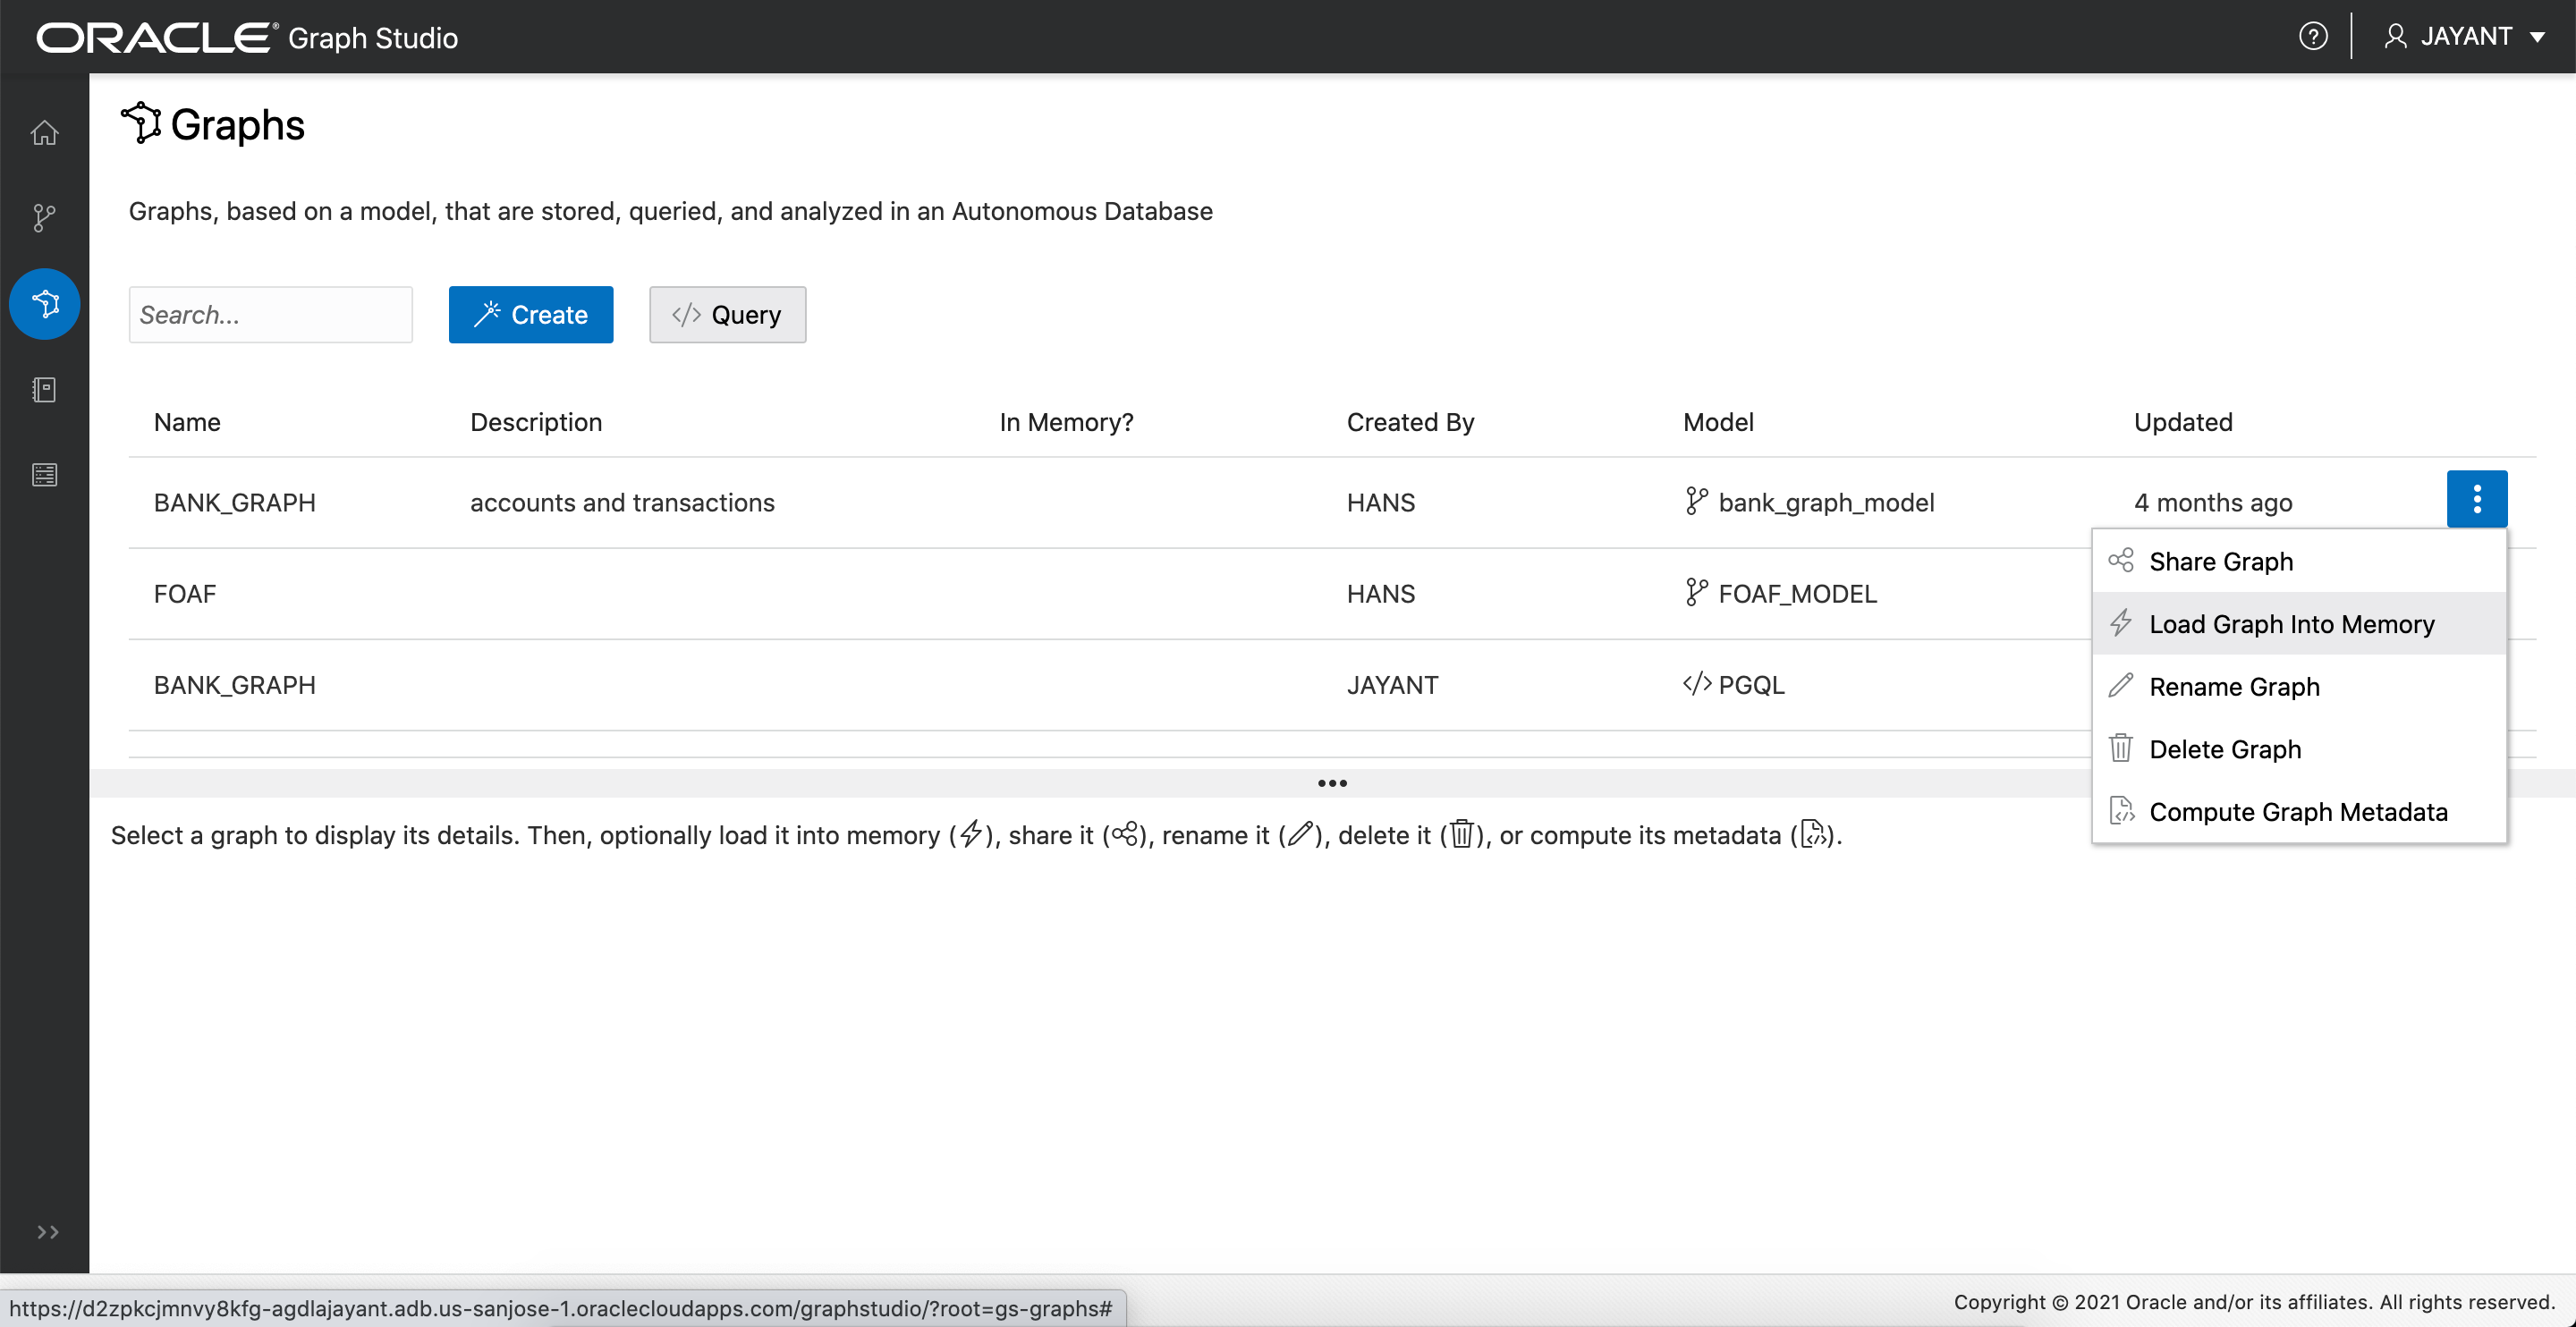 ORACLE® Graph Studio
JAYANT
Graphs
Graphs, based on a model, that are stored, queried, and analyzed in an Autonomous Database
Search...
Create
</> Query
Name Description In Memory? Created By Model Updated
BANK_GRAPH accounts and transactions HANS bank_graph_model 4 months ago
FOAF HANS FOAF_MODEL
BANK_GRAPH JAYANT </> PGQL
Share Graph
Load Graph Into Memory
Rename Graph
Delete Graph
Compute Graph Metadata
Select a graph to display its details. Then, optionally load it into memory (), share it (), rename it (), delete it (), or compute its metadata ().
https://d2zpkcjmnvy8kfg-agdlajayant.adb.us-sanjose-1.oraclecloudapps.com/graphstudio/?root=gs-graphs#
Copyright © 2021 Oracle and/or its affiliates. All rights reserved.